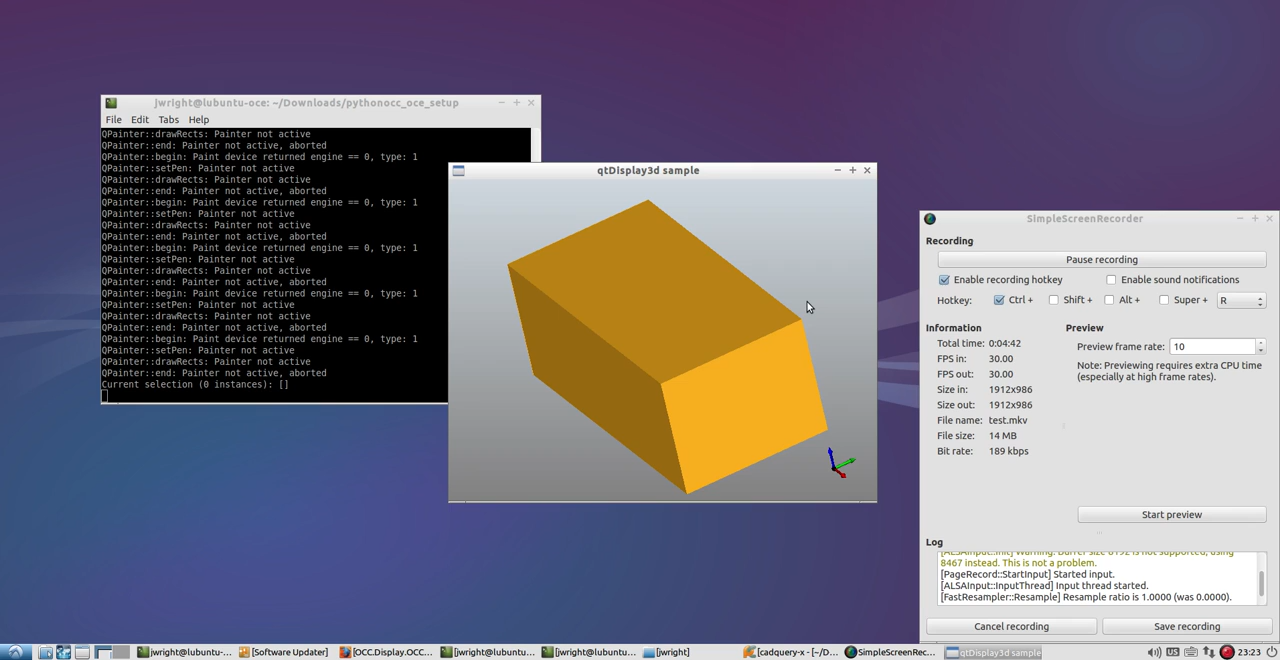 jwright@lubuntu-oce: ~/Downloads/pythonocc_oce_setup
File Edit Tabs Help
QPainter::drawRects: Painter not active
QPainter::end: Painter not active, aborted
QPainter::begin: Paint device returned engine == 0, type: 1
QPainter::setPen: Painter not active
QPainter::drawRects: Painter not active
QPainter::end: Painter not active, aborted
QPainter::begin: Paint device returned engine == 0, type: 1
QPainter::setPen: Painter not active
QPainter::drawRects: Painter not active
QPainter::end: Painter not active, aborted
QPainter::begin: Paint device returned engine == 0, type: 1
QPainter::setPen: Painter not active
QPainter::drawRects: Painter not active
QPainter::end: Painter not active, aborted
QPainter::begin: Paint device returned engine == 0, type: 1
QPainter::setPen: Painter not active
QPainter::drawRects: Painter not active
QPainter::end: Painter not active, aborted
QPainter::begin: Paint device returned engine == 0, type: 1
QPainter::setPen: Painter not active
QPainter::drawRects: Painter not active
QPainter::end: Painter not active, aborted
Current selection (0 instances): []
qtDisplay3d sample
SimpleScreenRecorder
Recording
Pause recording
Enable recording hotkey
Enable sound notifications
Hotkey: Ctrl + Shift + Alt + Super + R
Information
Total time: 0:04:42
FPS in: 30.00
FPS out: 30.00
Size in: 1912x986
Size out: 1912x986
File name: test.mkv
File size: 14 MB
Bit rate: 189 kbps
Preview
Preview frame rate: 10
Note: Previewing requires extra CPU time
(especially at high frame rates).
Start preview
Log
[ALSAInput::Init] Warning: Buffer size 8192 is not supported, using
8467 instead. This is not a problem.
[PageRecord::StartInput] Started input.
[ALSAInput::InputThread] Input thread started.
[FastResampler::Resample] Resample ratio is 1.0000 (was 0.0000).
Cancel recording
Save recording
jwright@lubuntu-... [Software Updater] [OCC.Display.OCC... [jwright@lubuntu... [jwright@lubuntu... [jwright] [cadquery-x - [~/D... SimpleScreenRec... qtDisplay3d sample US 23:23